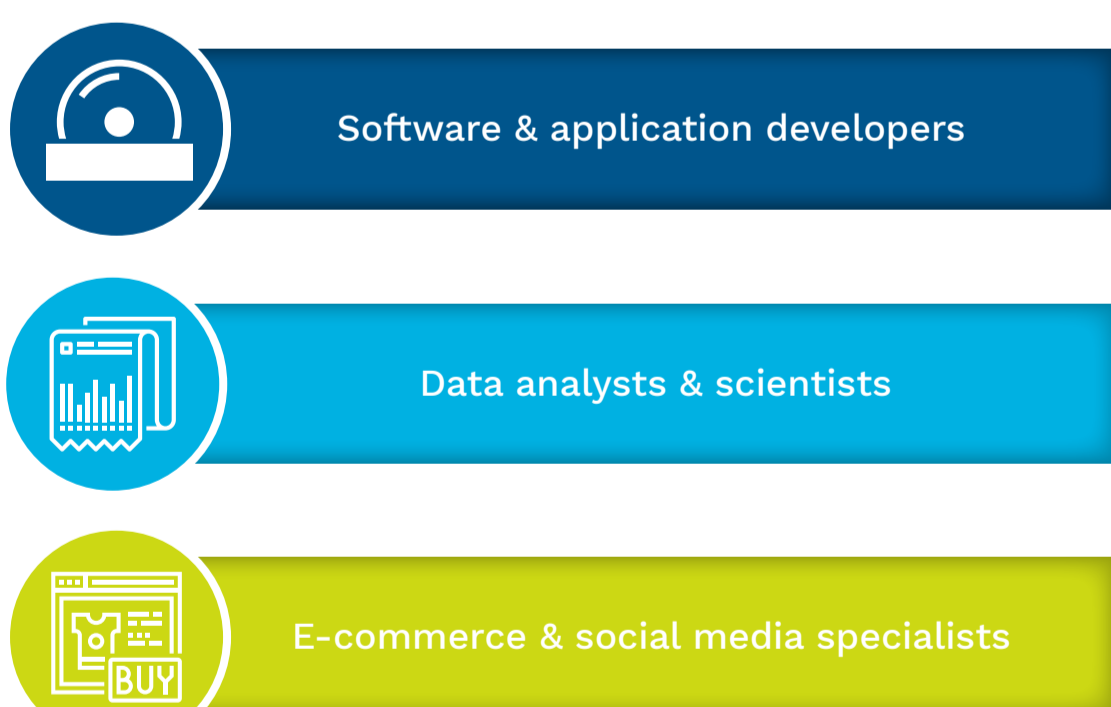 Software & application developers
Data analysts & scientists
E-commerce & social media specialists
BUY